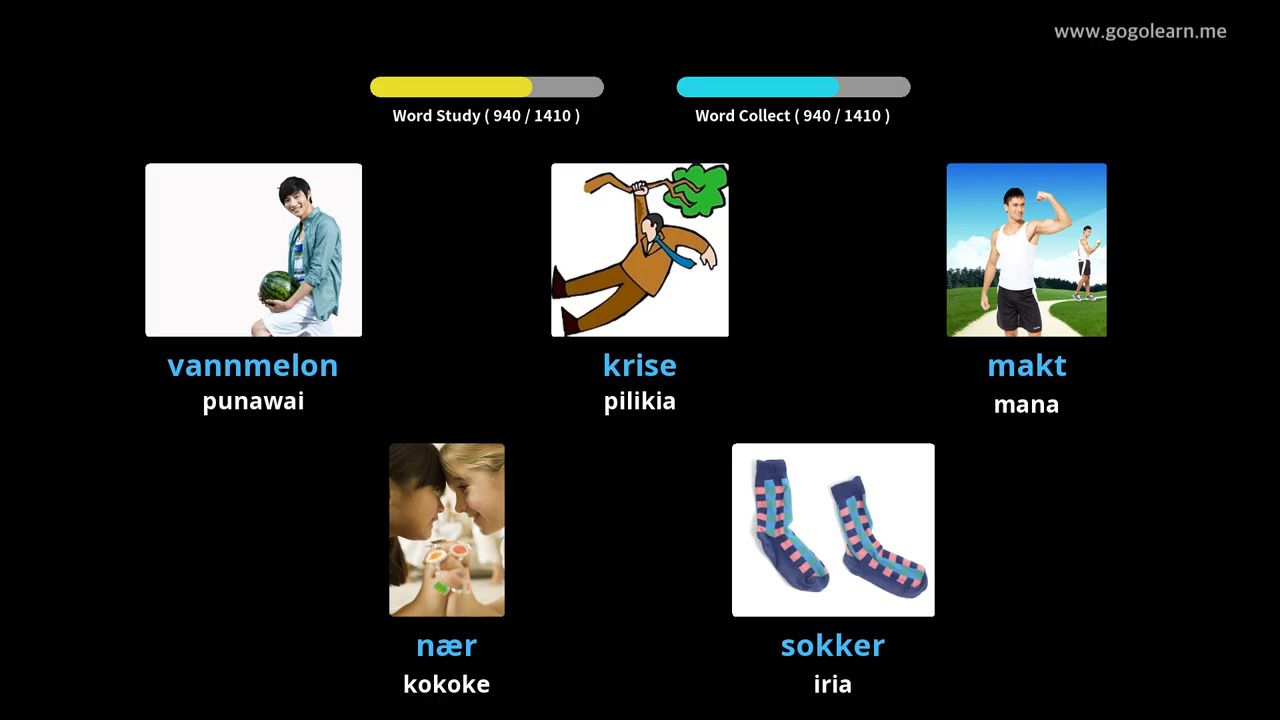 www.gogolearn.me
Word Study ( 940 / 1410 )
Word Collect ( 940 / 1410 )
vannmelon
punawai
krise
pilikia
makt
mana
nær
kokoke
sokker
iria